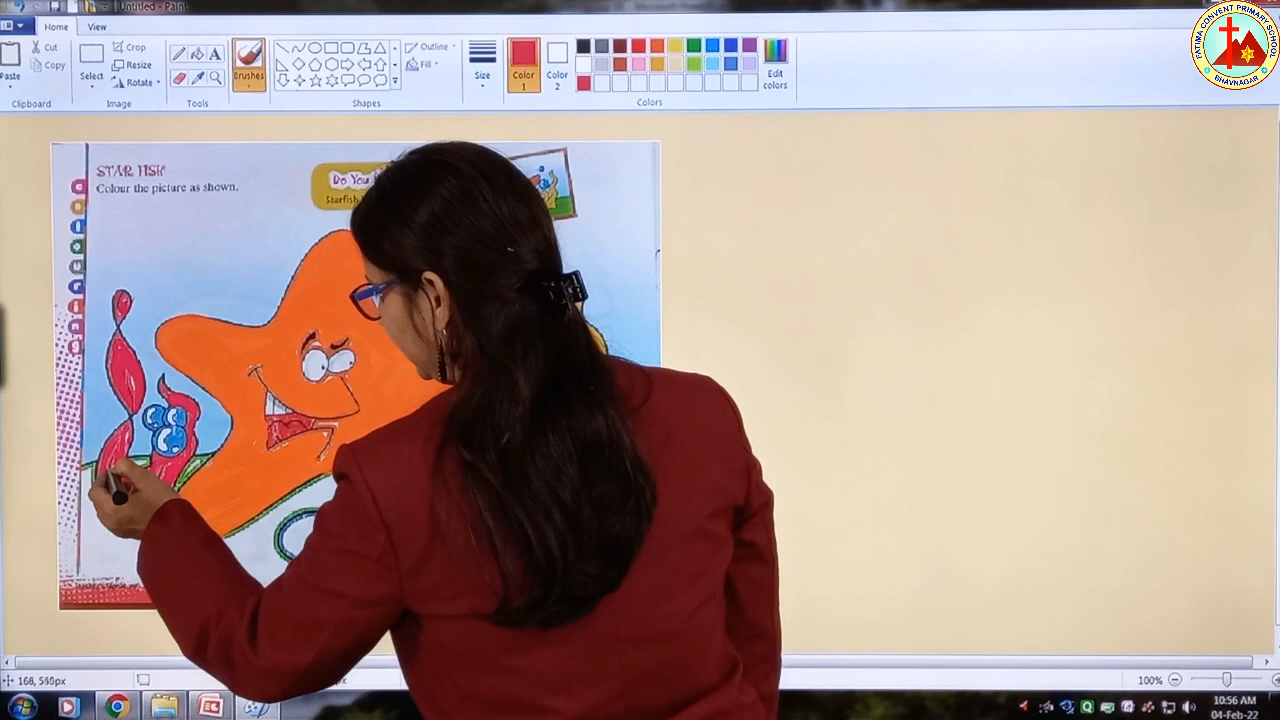 Untitled - Paint
Home View
Paste
Cut
Copy
Clipboard
Select
Crop
Resize
Rotate
Image
Tools
Brushes
Shapes
Outline
Fill
Size
Color 1
Color 2
Edit colors
Colors
FATIMA CONVENT PRIMARY SCHOOL
BHAVNAGAR
STAR FISH
Colour the picture as shown.
Do You
Starfish
100%
10:56 AM
04-Feb-22